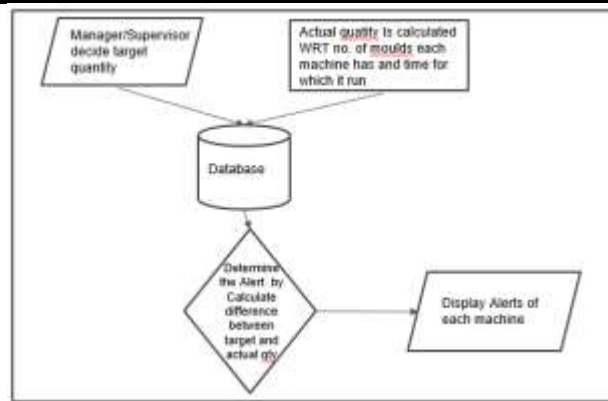 Manager/Supervisor
decide target
quantity
Actual quatity Is calculated
WRT no. of moulds each
machine has and time for
which it run
Database
Determine
the Alert by
Calculate
difference
between
target and
actual qty
Display Alerts of
each machine